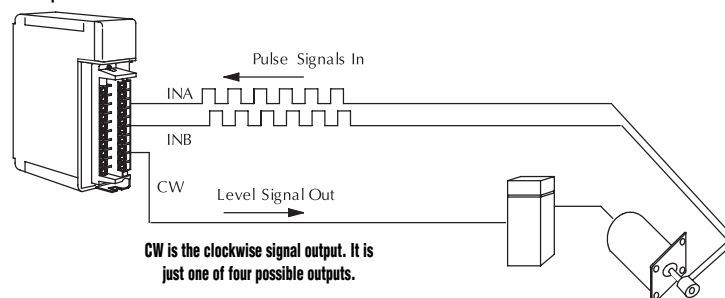 Pulse Signals In
INA
INB
CW
Level Signal Out
CW is the clockwise signal output. It is
just one of four possible outputs.